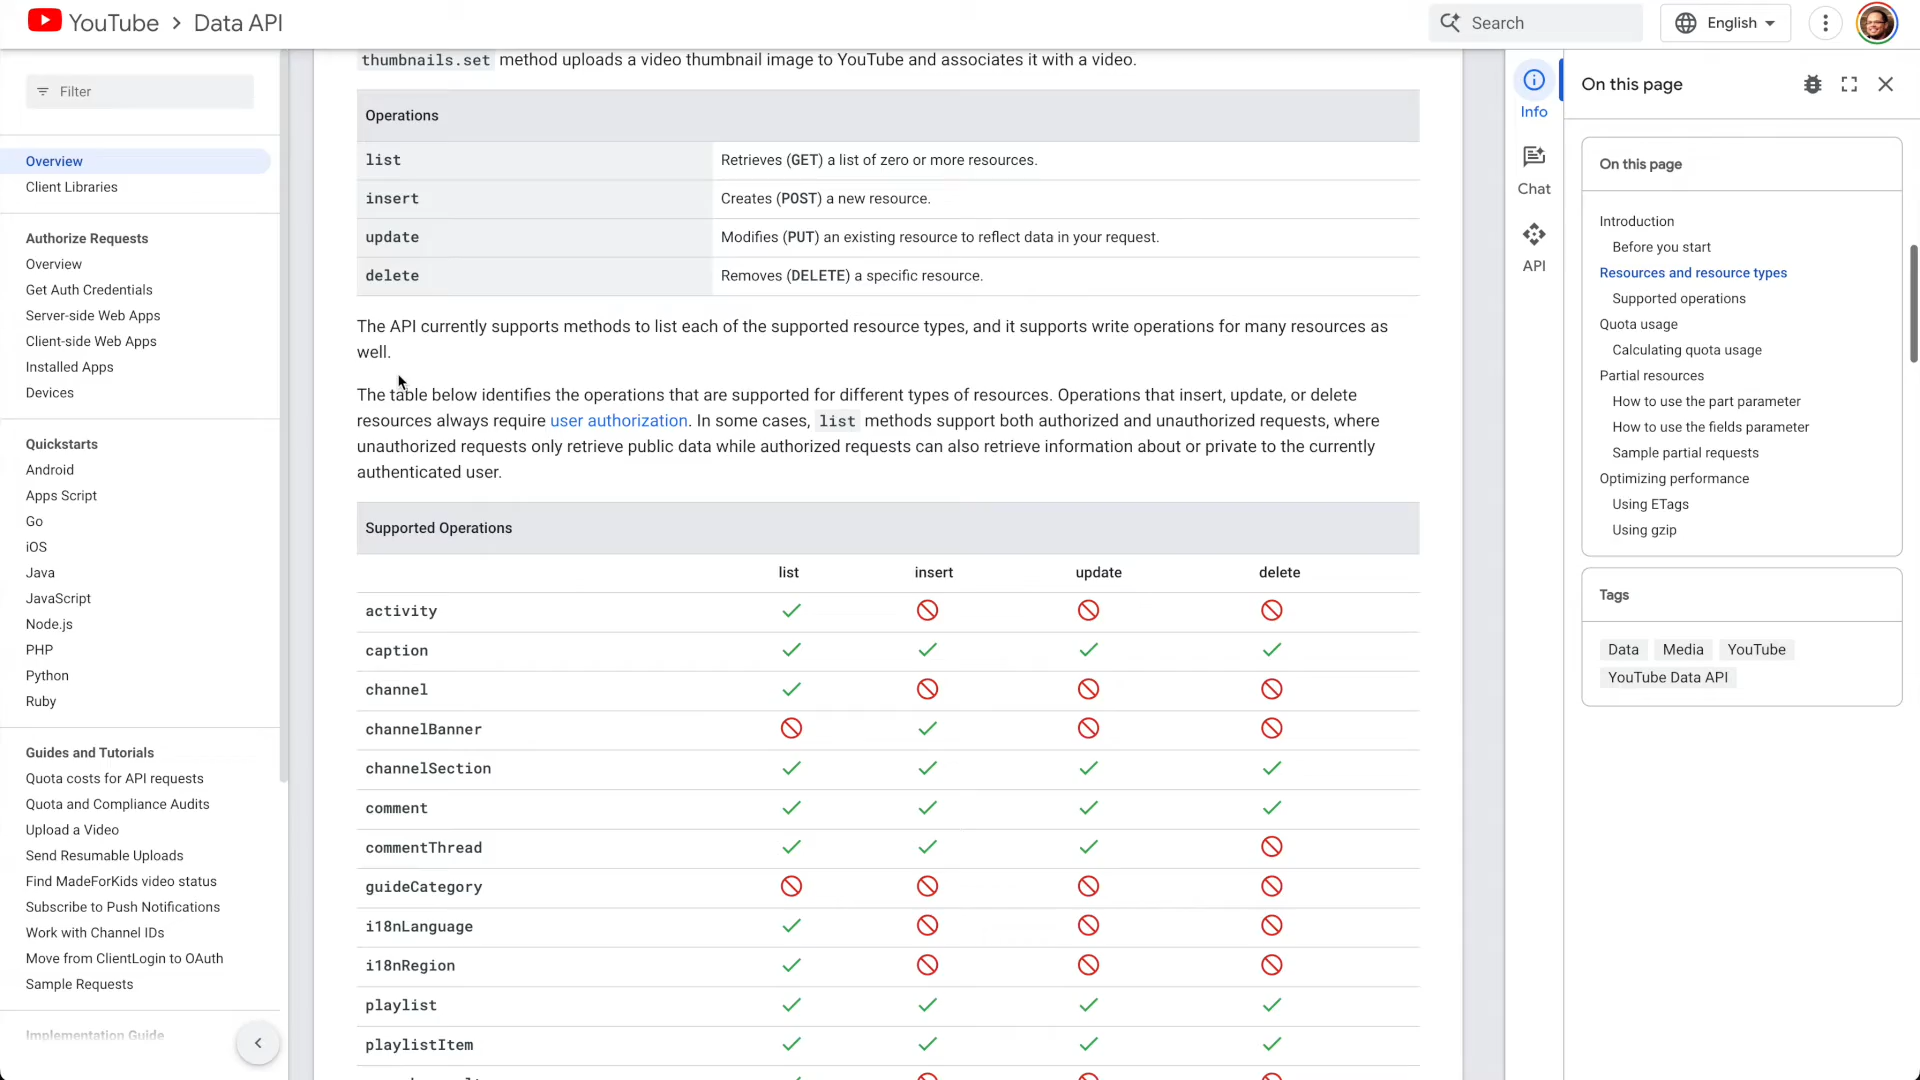 YouTube > Data API
Search
English
Filter
Overview
Client Libraries
Authorize Requests
Overview
Get Auth Credentials
Server-side Web Apps
Client-side Web Apps
Installed Apps
Devices
Quickstarts
Android
Apps Script
Go
iOS
Java
JavaScript
Node.js
PHP
Python
Ruby
Guides and Tutorials
Quota costs for API requests
Quota and Compliance Audits
Upload a Video
Send Resumable Uploads
Find MadeForKids video status
Subscribe to Push Notifications
Work with Channel IDs
Move from ClientLogin to OAuth
Sample Requests
Implementation Guide
thumbnails.set method uploads a video thumbnail image to YouTube and associates it with a video.
Operations
list Retrieves (GET) a list of zero or more resources.
insert Creates (POST) a new resource.
update Modifies (PUT) an existing resource to reflect data in your request.
delete Removes (DELETE) a specific resource.
The API currently supports methods to list each of the supported resource types, and it supports write operations for many resources as
well.
The table below identifies the operations that are supported for different types of resources. Operations that insert, update, or delete
resources always require user authorization. In some cases, list methods support both authorized and unauthorized requests, where
unauthorized requests only retrieve public data while authorized requests can also retrieve information about or private to the currently
authenticated user.
Supported Operations
list insert update delete
activity
caption
channel
channelBanner
channelSection
comment
commentThread
guideCategory
i18nLanguage
i18nRegion
playlist
playlistItem
Info
Chat
API
On this page
On this page
Introduction
Before you start
Resources and resource types
Supported operations
Quota usage
Calculating quota usage
Partial resources
How to use the part parameter
How to use the fields parameter
Sample partial requests
Optimizing performance
Using ETags
Using gzip
Tags
Data Media YouTube
YouTube Data API